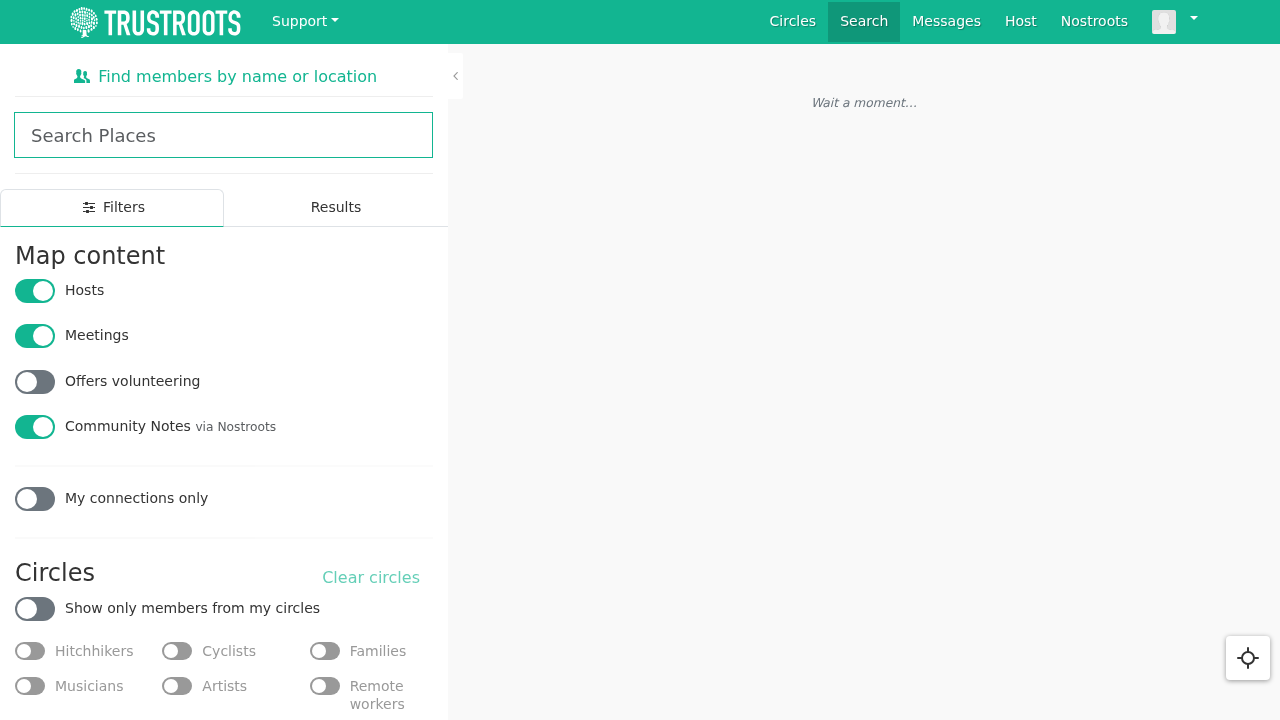 TRUSTROOTS
Support
Circles
Search
Messages
Host
Nostroots
Find members by name or location
Search Places
Filters
Results
Wait a moment...
Map content
Hosts
Meetings
Offers volunteering
Community Notes via Nostroots
My connections only
Circles
Clear circles
Show only members from my circles
Hitchhikers
Cyclists
Families
Musicians
Artists
Remote
workers